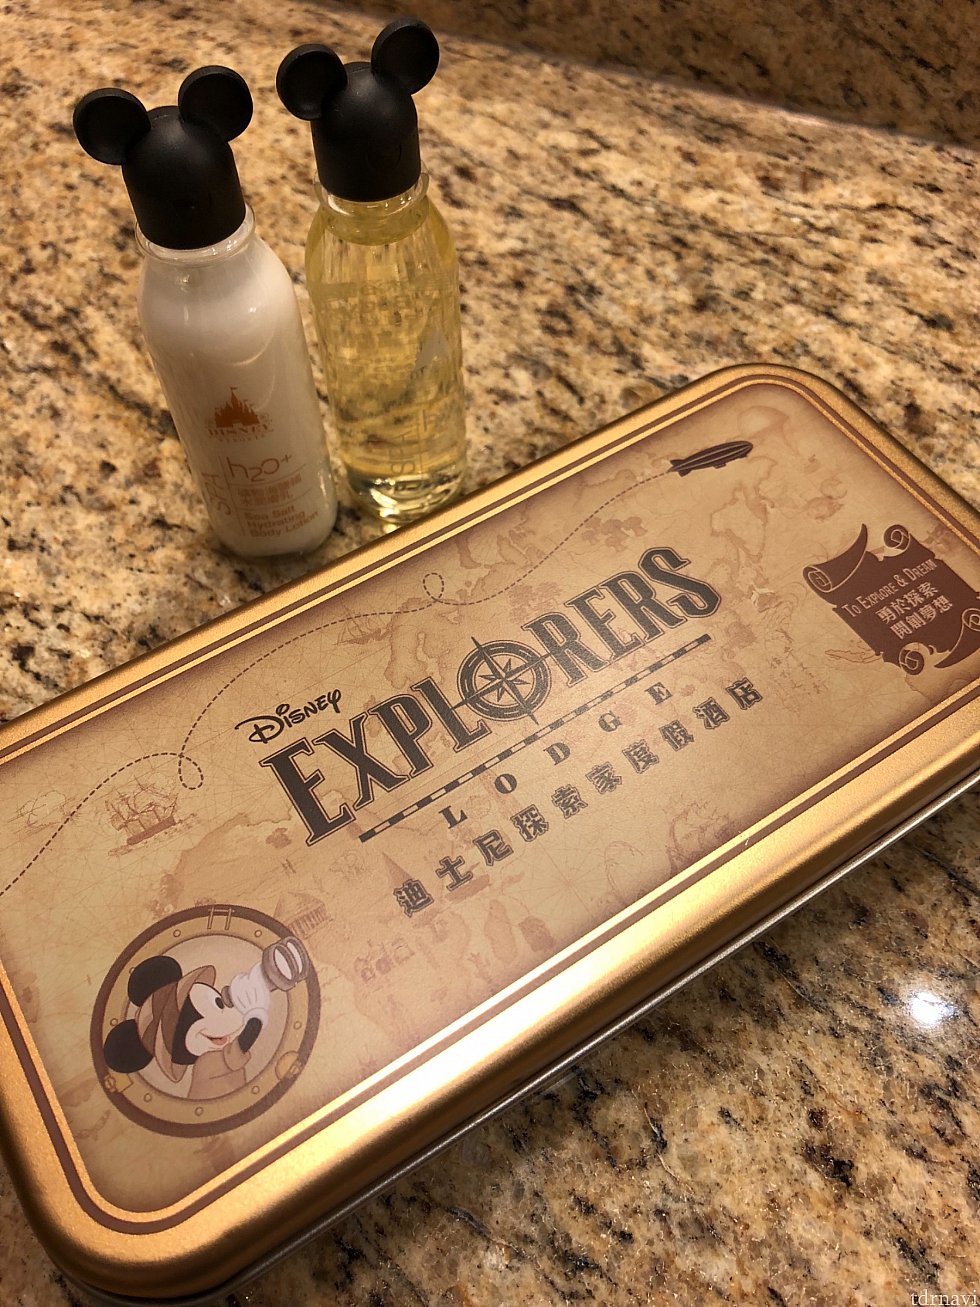 DISNEY
h2O+
Sea Salt
Hydrating
Body Lotion
TO EXPLORE & DREAM
勇於探索
開創夢想
DISNEY
EXPLORERS
LODGE
迪士尼探索家度假酒店
tdrnavi